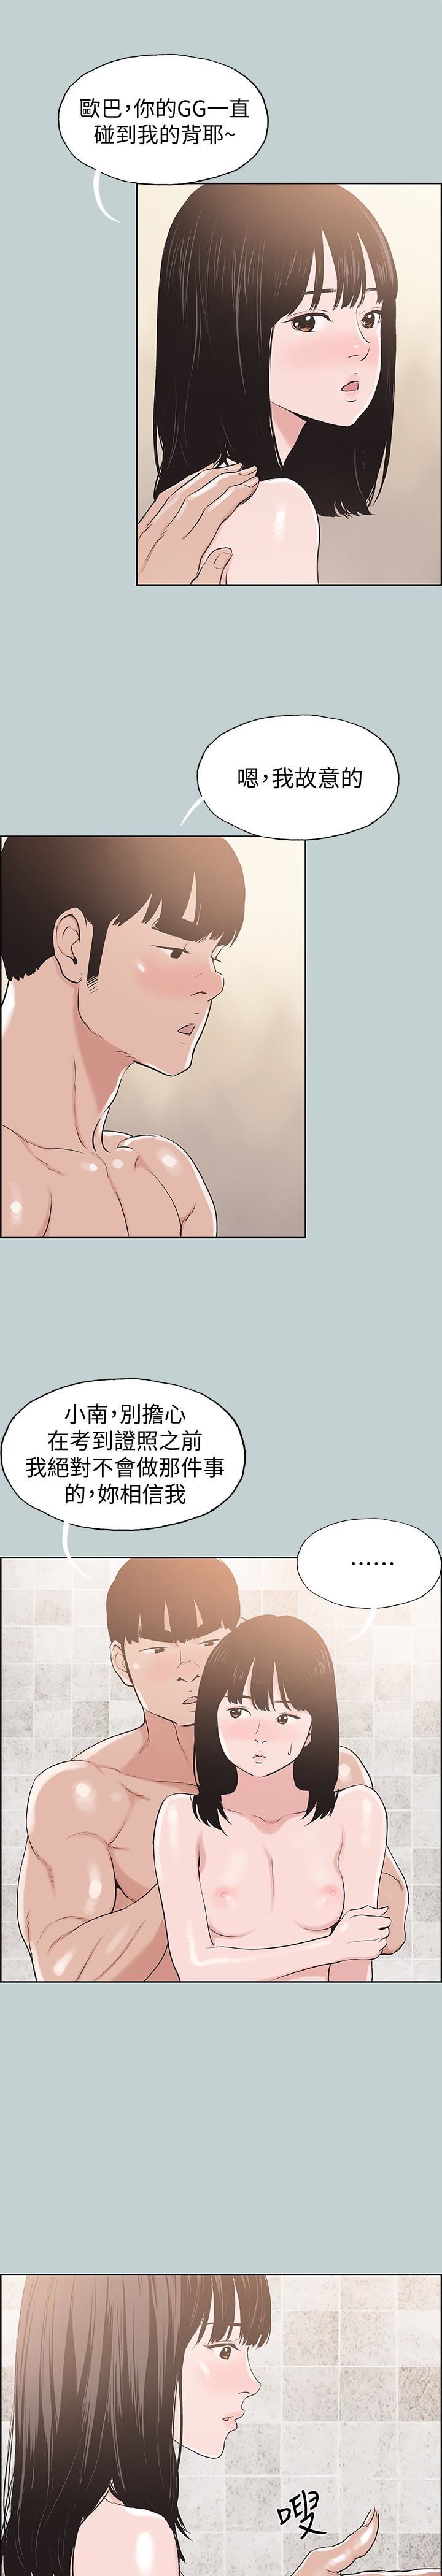 歐巴，你的GG一直
碰到我的背耶~
嗯，我故意的
小南，別擔心
在考到證照之前
我絕對不會做那件事
的，妳相信我
……
嗖